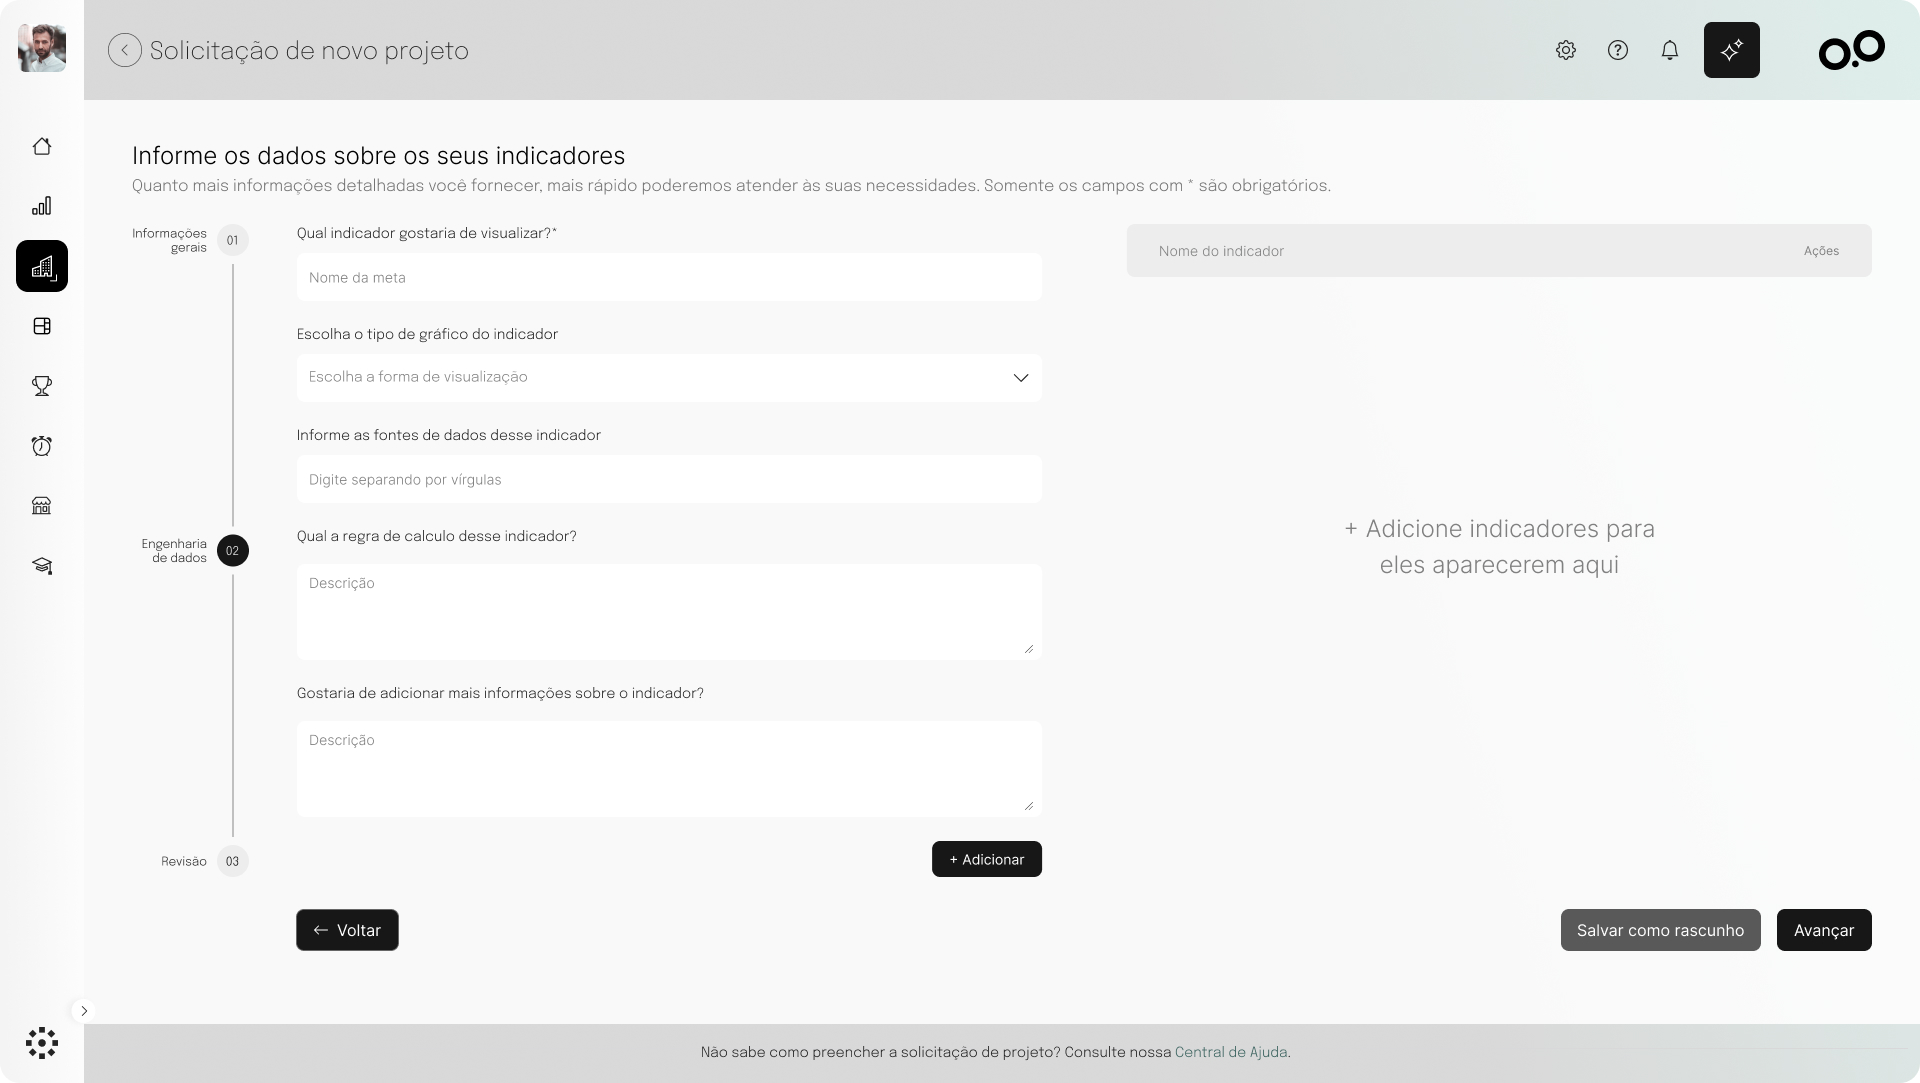 Solicitação de novo projeto
Informe os dados sobre os seus indicadores
Quanto mais informações detalhadas você fornecer, mais rápido poderemos atender às suas necessidades. Somente os campos com * são obrigatórios.
Informações
gerais
01
Engenharia
de dados
02
Revisão
03
Qual indicador gostaria de visualizar?*
Nome da meta
Escolha o tipo de gráfico do indicador
Escolha a forma de visualização
Informe as fontes de dados desse indicador
Digite separando por vírgulas
Qual a regra de calculo desse indicador?
Descrição
Gostaria de adicionar mais informações sobre o indicador?
Descrição
+ Adicionar
Nome do indicador
Ações
+ Adicione indicadores para
eles aparecerem aqui
← Voltar
Salvar como rascunho
Avançar
Não sabe como preencher a solicitação de projeto? Consulte nossa Central de Ajuda.